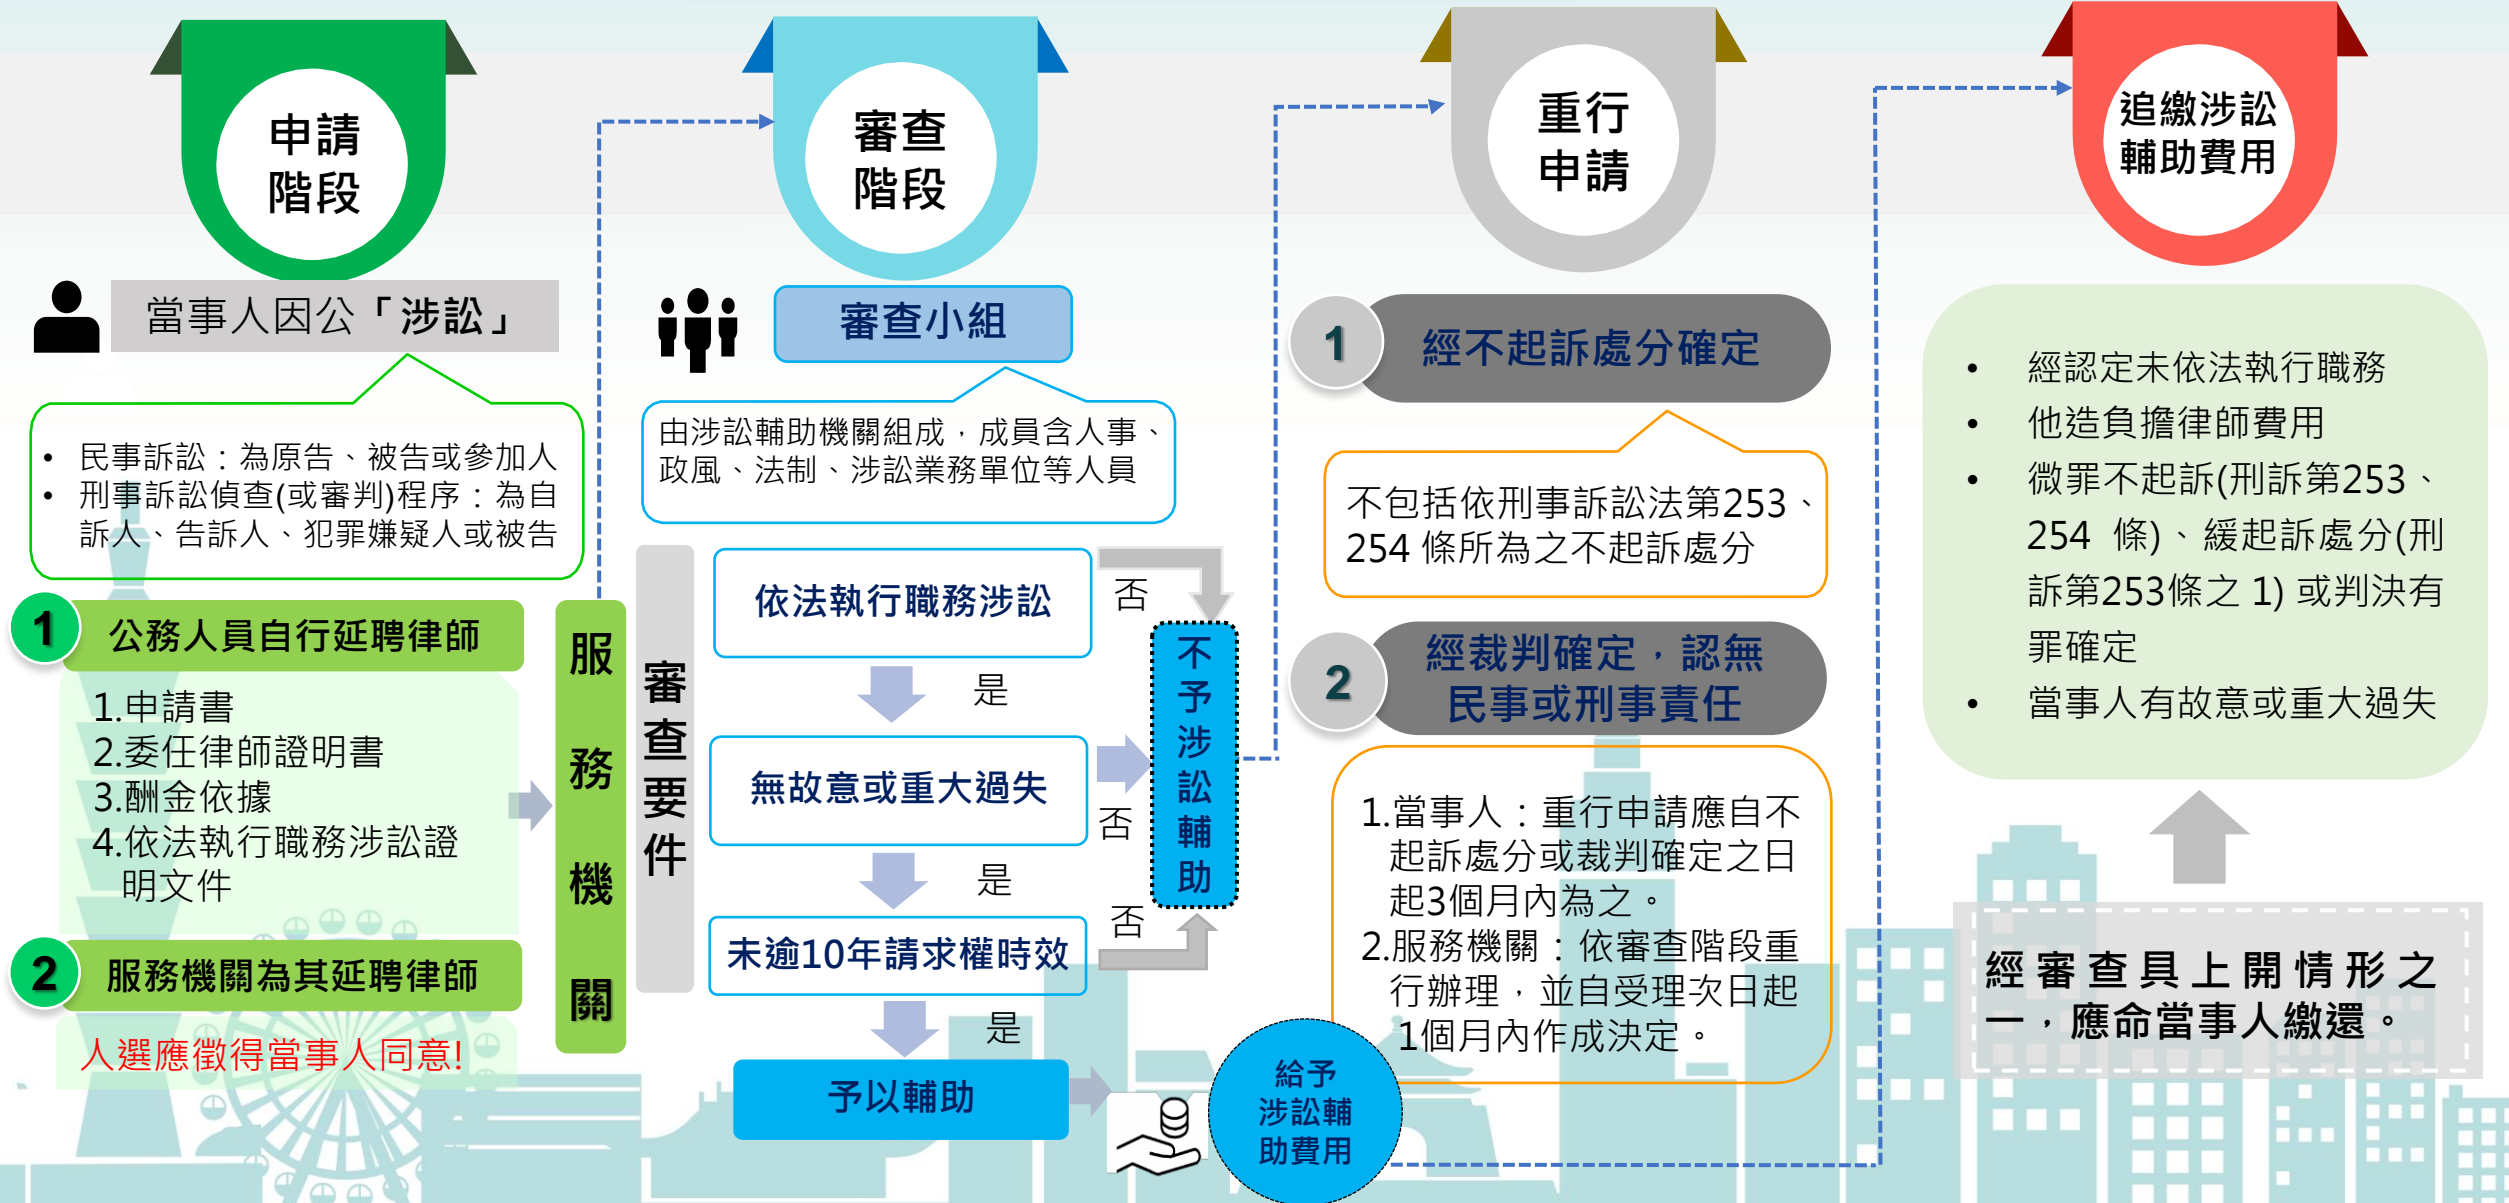 申請
階段
當事人因公「涉訟」
• 民事訴訟：為原告、被告或參加人
• 刑事訴訟偵查(或審判)程序：為自
訴人、告訴人、犯罪嫌疑人或被告
1 公務人員自行延聘律師
1.申請書
2.委任律師證明書
3.酬金依據
4.依法執行職務涉訟證
明文件
2 服務機關為其延聘律師
人選應徵得當事人同意!
服務機關
審查
階段
審查小組
由涉訟輔助機關組成，成員含人事、
政風、法制、涉訟業務單位等人員
審查要件
依法執行職務涉訟
否
是
無故意或重大過失
否
是
未逾10年請求權時效
否
是
予以輔助
不予涉訟輔助
給予
涉訟輔
助費用
重行
申請
1 經不起訴處分確定
不包括依刑事訴訟法第253、
254 條所為之不起訴處分
2 經裁判確定，認無
民事或刑事責任
1.當事人：重行申請應自不
起訴處分或裁判確定之日
起3個月內為之。
2.服務機關：依審查階段重
行辦理，並自受理次日起
1個月內作成決定。
追繳涉訟
輔助費用
• 經認定未依法執行職務
• 他造負擔律師費用
• 微罪不起訴(刑訴第253、
254 條)、緩起訴處分(刑
訴第253條之 1) 或判決有
罪確定
• 當事人有故意或重大過失
經審查具上開情形之
一，應命當事人繳還。